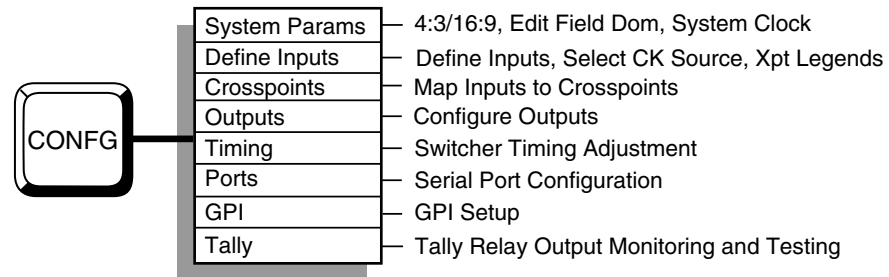 CONFG
System Params 4:3/16:9, Edit Field Dom, System Clock
Define Inputs Define Inputs, Select CK Source, Xpt Legends
Crosspoints Map Inputs to Crosspoints
Outputs Configure Outputs
Timing Switcher Timing Adjustment
Ports Serial Port Configuration
GPI GPI Setup
Tally Tally Relay Output Monitoring and Testing